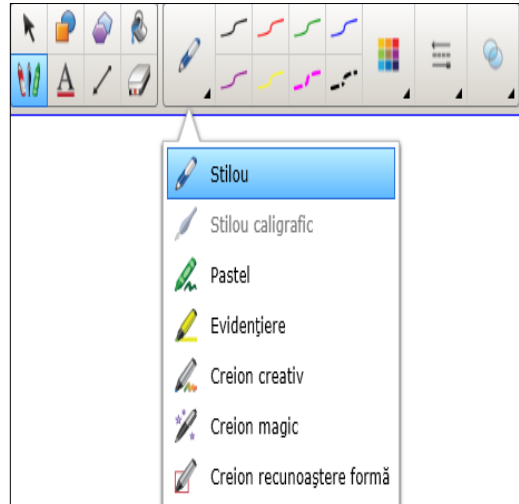 A
Stilou
Stilou caligrafic
Pastel
Evidenţiere
Creion creativ
Creion magic
Creion recunoaştere formă